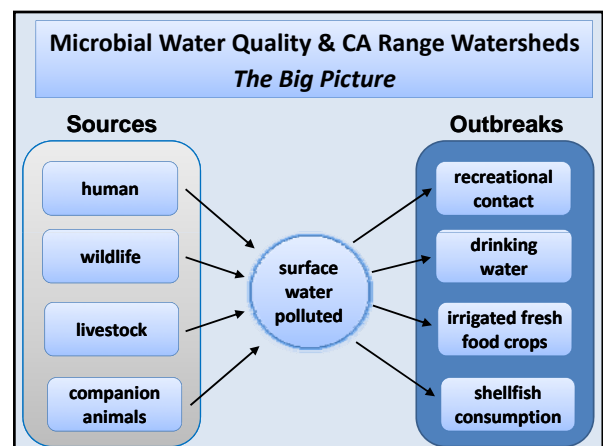 Microbial Water Quality & CA Range Watersheds
The Big Picture
Sources
human
wildlife
livestock
companion
animals
surface
water
polluted
Outbreaks
recreational
contact
drinking
water
irrigated fresh
food crops
shellfish
consumption